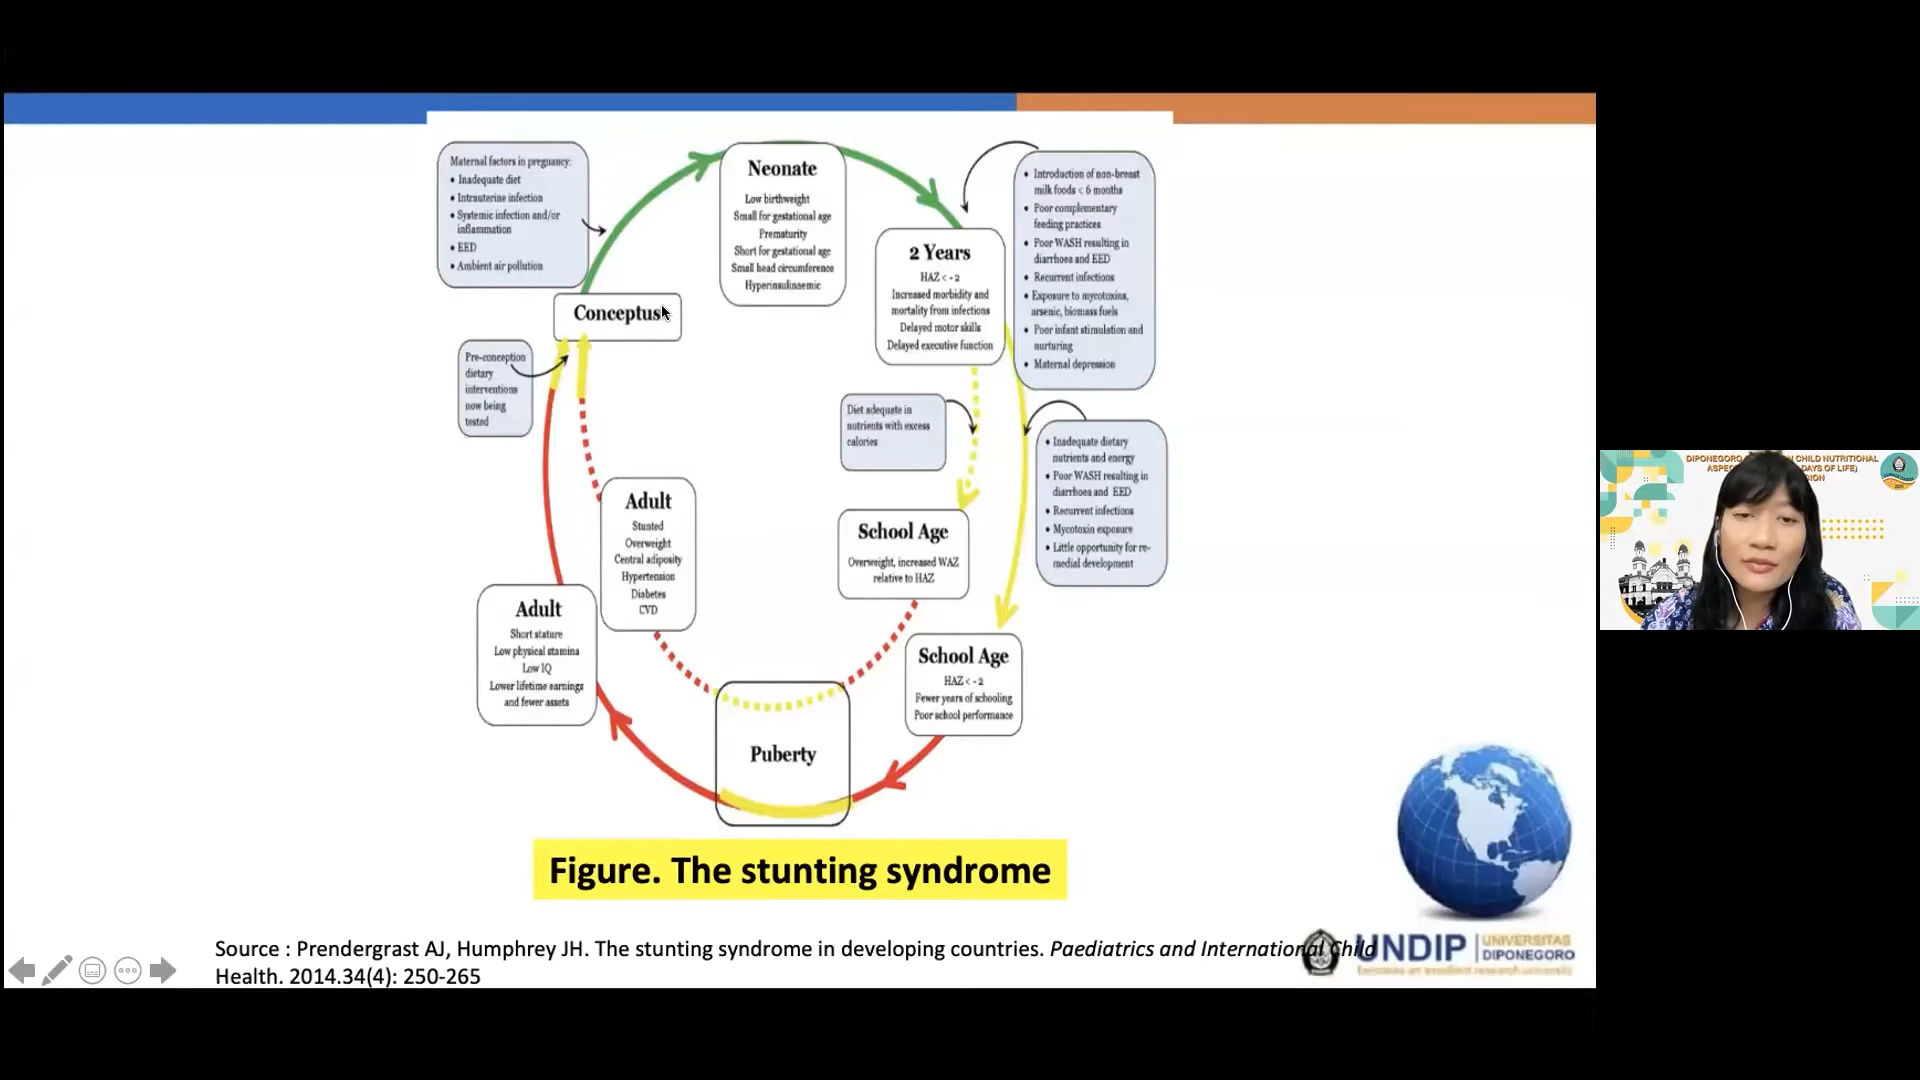 Maternal factors in pregnancy:
• Inadequate diet
• Intrauterine infection
• Systemic infection and/or
inflammation
• EED
• Ambient air pollution
Neonate
Low birthweight
Small for gestational age
Prematurity
Short for gestational age
Small head circumference
Hyperinsulinaemic
2 Years
HAZ < -2
Increased morbidity and
mortality from infections
Delayed motor skills
Delayed executive function
• Introduction of non-breast
milk foods < 6 months
• Poor complementary
feeding practices
• Poor WASH resulting in
diarrhoea and EED
• Recurrent infections
• Exposure to mycotoxins,
arsenic, biomass fuels
• Poor infant stimulation and
nurturing
• Maternal depression
Conceptus
Pre-conception
dietary
interventions
now being
tested
Diet adequate in
nutrients with excess
calories
• Inadequate dietary
nutrients and energy
• Poor WASH resulting in
diarrhoea and EED
• Recurrent infections
• Mycotoxin exposure
• Little opportunity for re-
medial development
Adult
Stunted
Overweight
Central adiposity
Hypertension
Diabetes
CVD
School Age
Overweight, increased WAZ
relative to HAZ
Adult
Short stature
Low physical stamina
Low IQ
Lower lifetime earnings
and fewer assets
School Age
HAZ < -2
Fewer years of schooling
Poor school performance
Puberty
Figure. The stunting syndrome
Source : Prendergrast AJ, Humphrey JH. The stunting syndrome in developing countries. Paediatrics and International Child
Health. 2014.34(4): 250-265
UNDIP
UNIVERSITAS
DIPONEGORO
DIPONEGORO CHILD NUTRITIONAL
DAYS OF LIFE)